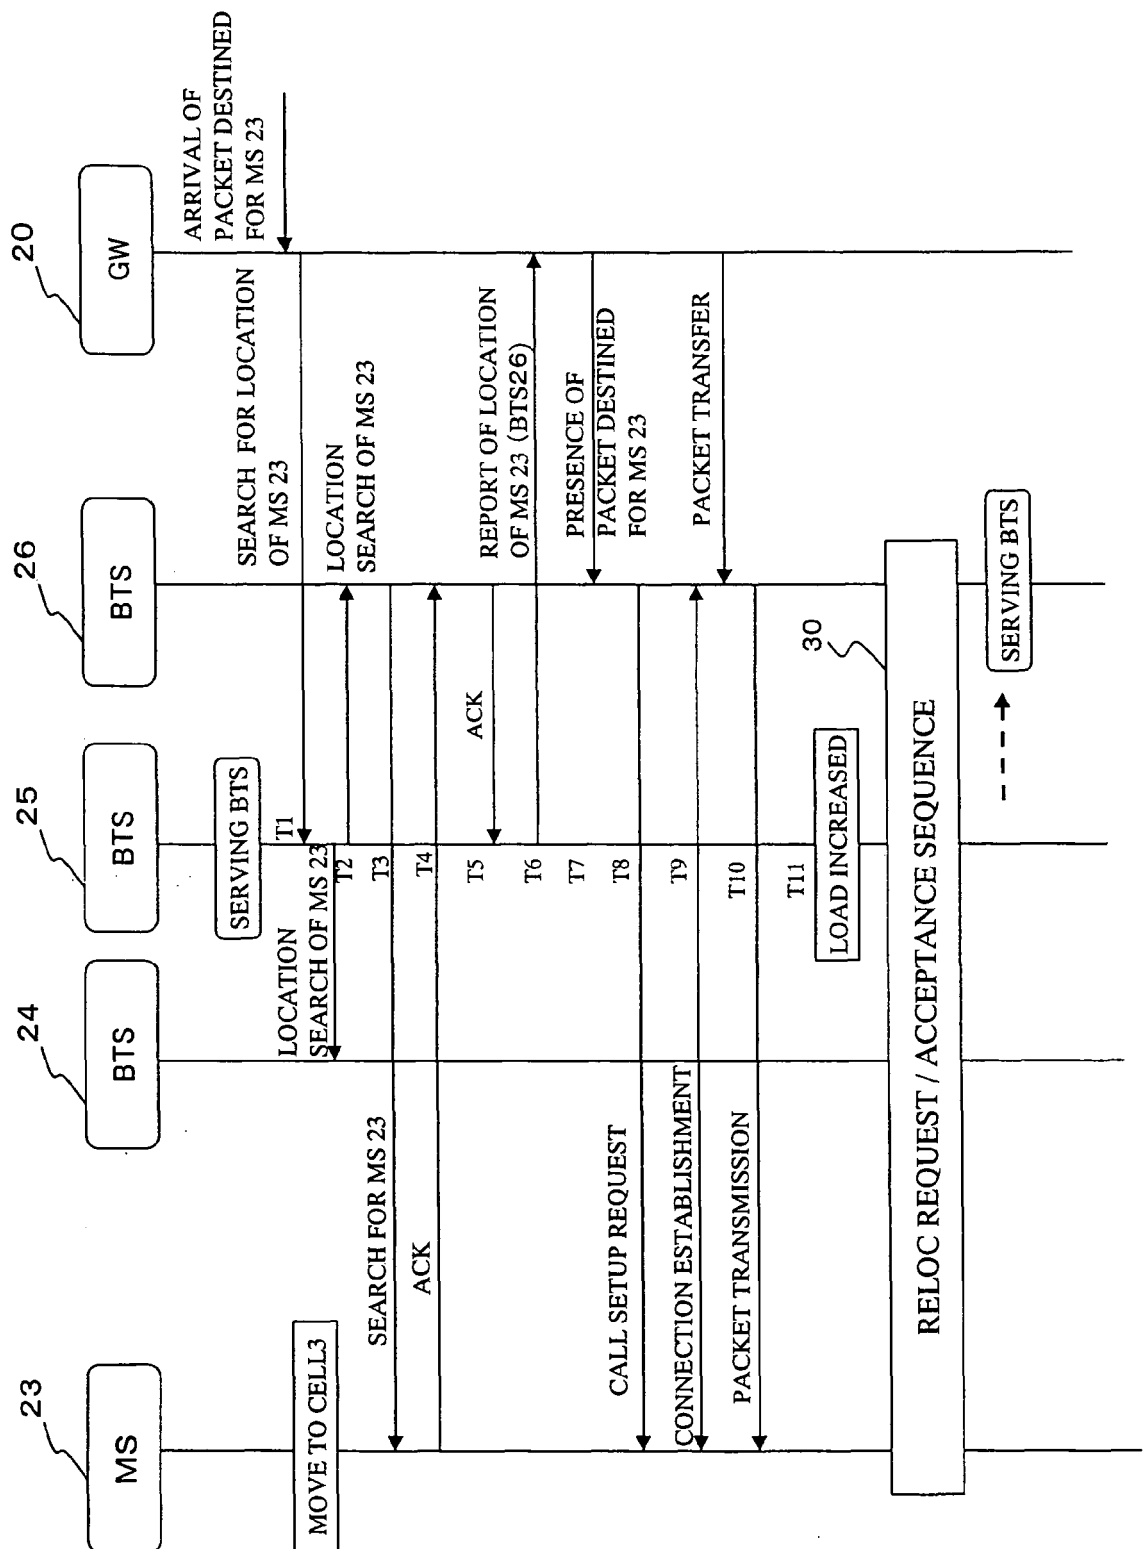 23
MS
24
BTS
25
BTS
26
BTS
20
GW
ARRIVAL OF
PACKET DESTINED
FOR MS 23
SERVING BTS
MOVE TO CELL3
T1
SEARCH FOR LOCATION
OF MS 23
LOCATION
SEARCH OF MS 23
T2
LOCATION
SEARCH OF MS 23
T3
SEARCH FOR MS 23
T4
ACK
T5
ACK
T6
REPORT OF LOCATION
OF MS 23 (BTS26)
T7
PRESENCE OF
PACKET DESTINED
FOR MS 23
T8
CALL SETUP REQUEST
T9
CONNECTION ESTABLISHMENT
PACKET TRANSFER
T10
PACKET TRANSMISSION
T11
LOAD INCREASED
30
RELOC REQUEST / ACCEPTANCE SEQUENCE
SERVING BTS